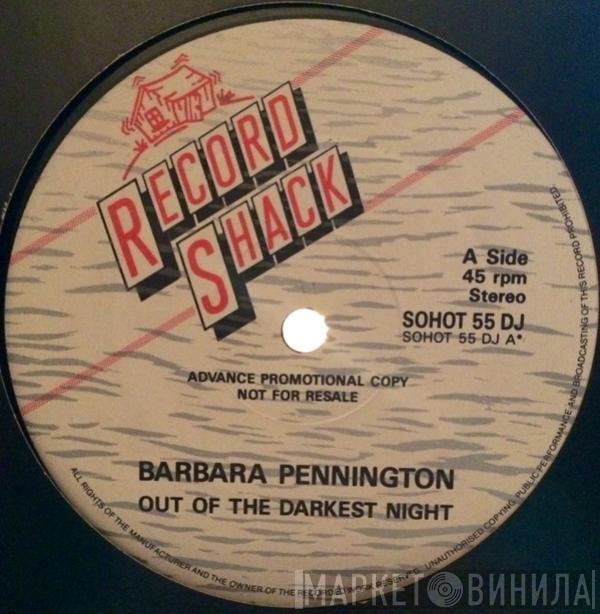 RECORD
SHACK
A Side
45 rpm
Stereo
SOHOT 55 DJ
SOHOT 55 DJ A*
ADVANCE PROMOTIONAL COPY
NOT FOR RESALE
BARBARA PENNINGTON
OUT OF THE DARKEST NIGHT
ALL RIGHTS OF THE MANUFACTURER AND THE OWNER OF THE RECORDED WORK RESERVED. UNAUTHORISED COPYING, PUBLIC PERFORMANCE AND BROADCASTING OF THIS RECORD PROHIBITED.
МАРКЕТ ВИНИЛА